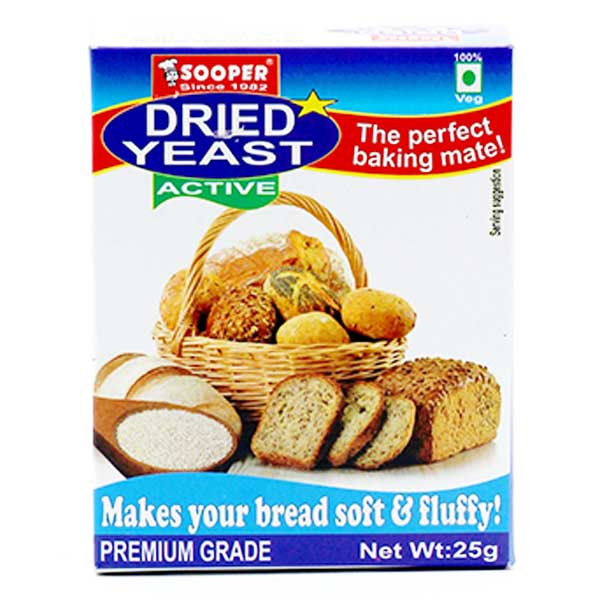 SOOPER
Since 1982
100%
Veg
DRIED
YEAST
ACTIVE
The perfect
baking mate!
Serving suggestion
Makes your bread soft & fluffy!
PREMIUM GRADE
Net Wt:25g